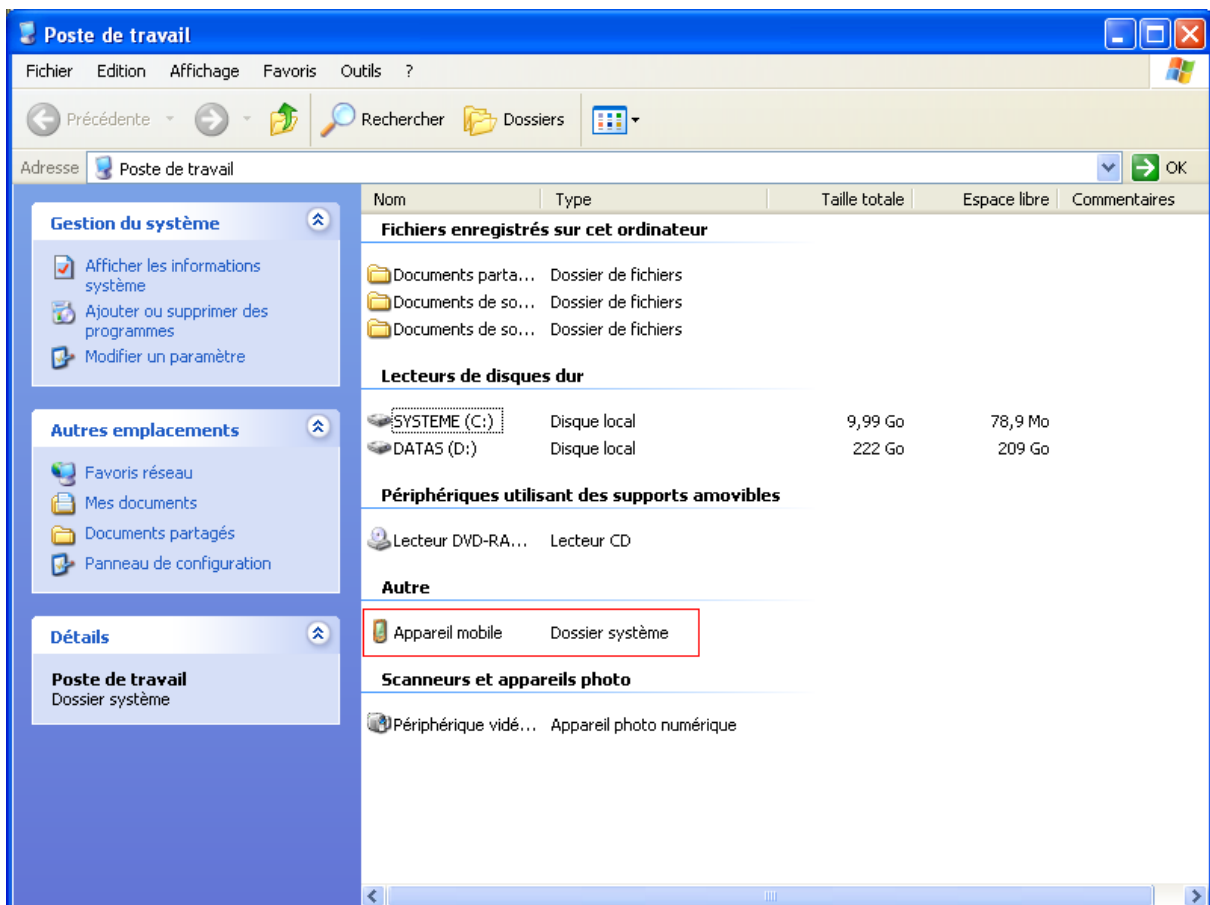 Poste de travail
Fichier Edition Affichage Favoris Outils ?
Précédente Rechercher Dossiers
Adresse Poste de travail OK
Nom Type Taille totale Espace libre Commentaires
Gestion du système
Afficher les informations
système
Ajouter ou supprimer des
programmes
Modifier un paramètre
Autres emplacements
Favoris réseau
Mes documents
Documents partagés
Panneau de configuration
Détails
Poste de travail
Dossier système
Fichiers enregistrés sur cet ordinateur
Documents parta... Dossier de fichiers
Documents de so... Dossier de fichiers
Documents de so... Dossier de fichiers
Lecteurs de disques dur
SYSTEME (C:) Disque local 9,99 Go 78,9 Mo
DATAS (D:) Disque local 222 Go 209 Go
Périphériques utilisant des supports amovibles
Lecteur DVD-RA... Lecteur CD
Autre
Appareil mobile Dossier système
Scanneurs et appareils photo
Périphérique vidé... Appareil photo numérique